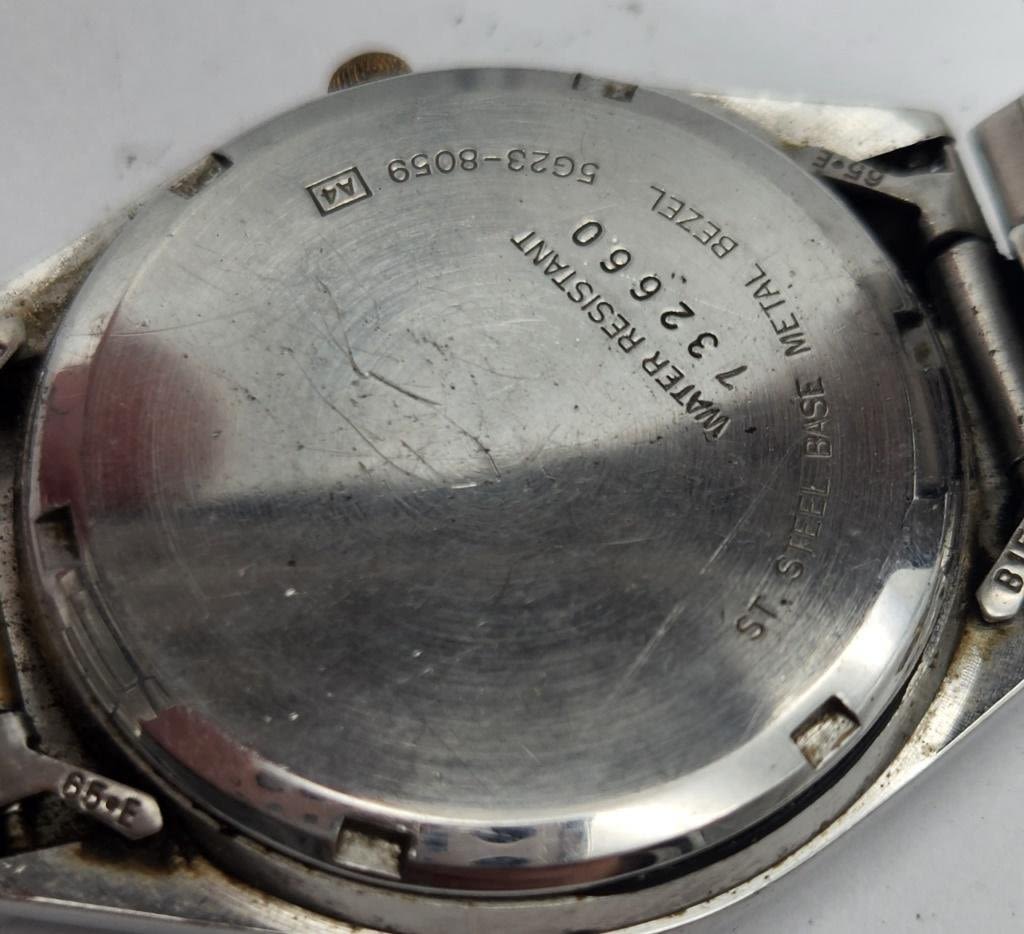 WATER RESISTANT
732660
ST. STEEL BASE METAL BEZEL
5G23-8059
A4
65•E
65•E
B